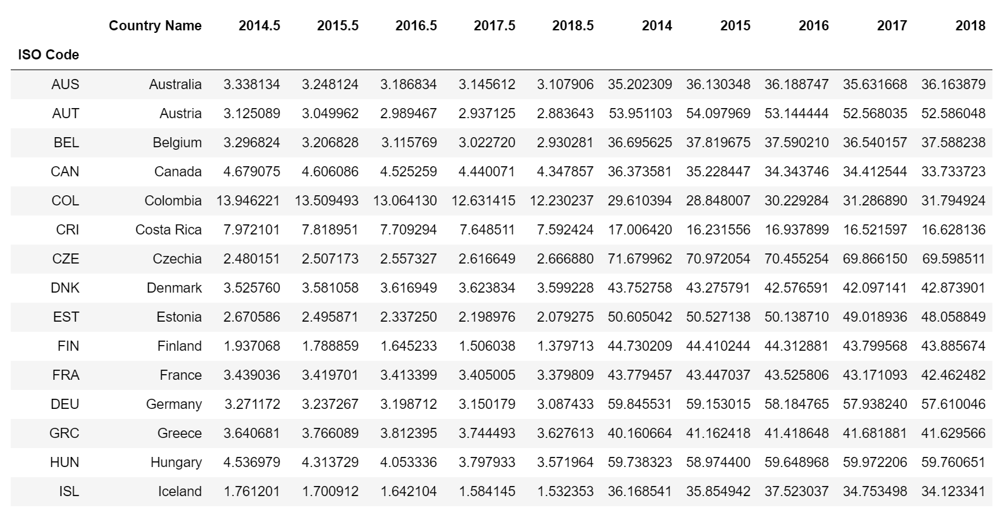 Country Name 2014.5 2015.5 2016.5 2017.5 2018.5 2014 2015 2016 2017 2018
ISO Code
AUS Australia 3.338134 3.248124 3.186834 3.145612 3.107906 35.202309 36.130348 36.188747 35.631668 36.163879
AUT Austria 3.125089 3.049962 2.989467 2.937125 2.883643 53.951103 54.097969 53.144444 52.568035 52.586048
BEL Belgium 3.296824 3.206828 3.115769 3.022720 2.930281 36.695625 37.819675 37.590210 36.540157 37.588238
CAN Canada 4.679075 4.606086 4.525259 4.440071 4.347857 36.373581 35.228447 34.343746 34.412544 33.733723
COL Colombia 13.946221 13.509493 13.064130 12.631415 12.230237 29.610394 28.848007 30.229284 31.286890 31.794924
CRI Costa Rica 7.972101 7.818951 7.709294 7.648511 7.592424 17.006420 16.231556 16.937899 16.521597 16.628136
CZE Czechia 2.480151 2.507173 2.557327 2.616649 2.666880 71.679962 70.972054 70.455254 69.866150 69.598511
DNK Denmark 3.525760 3.581058 3.616949 3.623834 3.599228 43.752758 43.275791 42.576591 42.097141 42.873901
EST Estonia 2.670586 2.495871 2.337250 2.198976 2.079275 50.605042 50.527138 50.138710 49.018936 48.058849
FIN Finland 1.937068 1.788859 1.645233 1.506038 1.379713 44.730209 44.410244 44.312881 43.799568 43.885674
FRA France 3.439036 3.419701 3.413399 3.405005 3.379809 43.779457 43.447037 43.525806 43.171093 42.462482
DEU Germany 3.271172 3.237267 3.198712 3.150179 3.087433 59.845531 59.153015 58.184765 57.938240 57.610046
GRC Greece 3.640681 3.766089 3.812395 3.744493 3.627613 40.160664 41.162418 41.418648 41.681881 41.629566
HUN Hungary 4.536979 4.313729 4.053336 3.797933 3.571964 59.738323 58.974400 59.648968 59.972206 59.760651
ISL Iceland 1.761201 1.700912 1.642104 1.584145 1.532353 36.168541 35.854942 37.523037 34.753498 34.123341